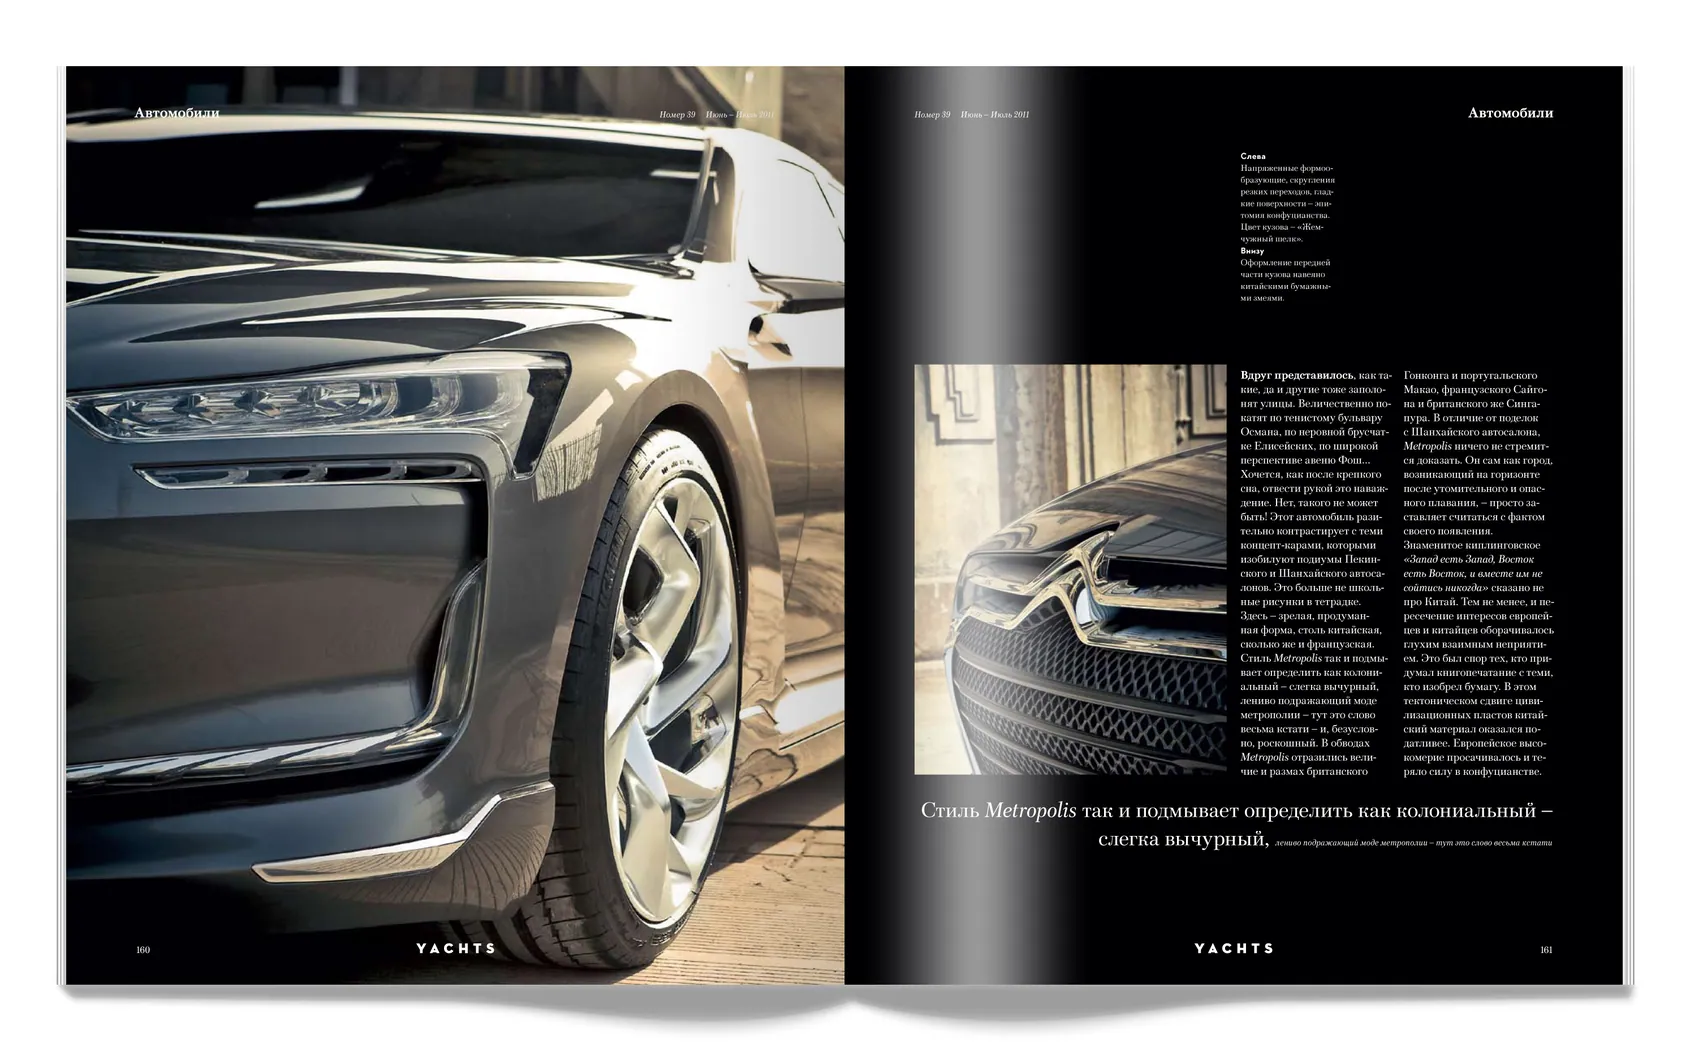 Автомобили
Номер 39 Июнь – Июль 2011
Номер 39 Июнь – Июль 2011
Автомобили
Слева
Напряженные формоо-
бразующие, скругления
резких переходов, глад-
кие поверхности – эпи-
томия конфуцианства.
Цвет кузова – «Жем-
чужный шелк».
Внизу
Оформление передней
части кузова навеяно
китайскими бумажны-
ми змеями.
Вдруг представилось, как та-
кие, да и другие тоже запол-
нят улицы. Величественно по-
катят по тенистому бульвару
Османа, по неровной брусчат-
ке Елисейских, по широкой
перспективе авеню Фош...
Хочется, как после крепкого
сна, отвести рукой это наваж-
дение. Нет, такого не может
быть! Этот автомобиль рази-
тельно контрастирует с теми
концепт-карами, которыми
изобилуют подиумы Пекин-
ского и Шанхайского автоса-
лонов. Это больше не школь-
ные рисунки в тетрадке.
Здесь – зрелая, продуман-
ная форма, столь китайская,
сколько же и французская.
Стиль Metropolis так и подмы-
вает определить как колони-
альный – слегка вычурный,
лениво подражающий моде
метрополии – тут это слово
весьма кстати – и, безуслов-
но, роскошный. В обводах
Metropolis отразились вели-
чие и размах британского
Гонконга и португальского
Макао, французского Сайго-
на и британского же Синга-
пура. В отличие от поделок
с Шанхайского автосалона,
Metropolis ничего не стремит-
ся доказать. Он сам как город,
возникающий на горизонте
после утомительного и опас-
ного плавания, – просто за-
ставляет считаться с фактом
своего появления.
Знаменитое киплинговское
«Запад есть Запад, Восток
есть Восток, и вместе им не
сойтись никогда» сказано не
про Китай. Тем не менее, и пе-
ресечение интересов европей-
цев и китайцев оборачивалось
глухим взаимным неприяти-
ем. Это был спор тех, кто при-
думал книгопечатание с теми,
кто изобрел бумагу. В этом
тектоническом сдвиге циви-
лизационных пластов китай-
ский материал оказался по-
датливее. Европейское высо-
комерие просачивалось и те-
ряло силу в конфуцианстве.
Стиль Metropolis так и подмывает определить как колониальный –
слегка вычурный, лениво подражающий моде метрополии – тут это слово весьма кстати
160
YACHTS
YACHTS
161